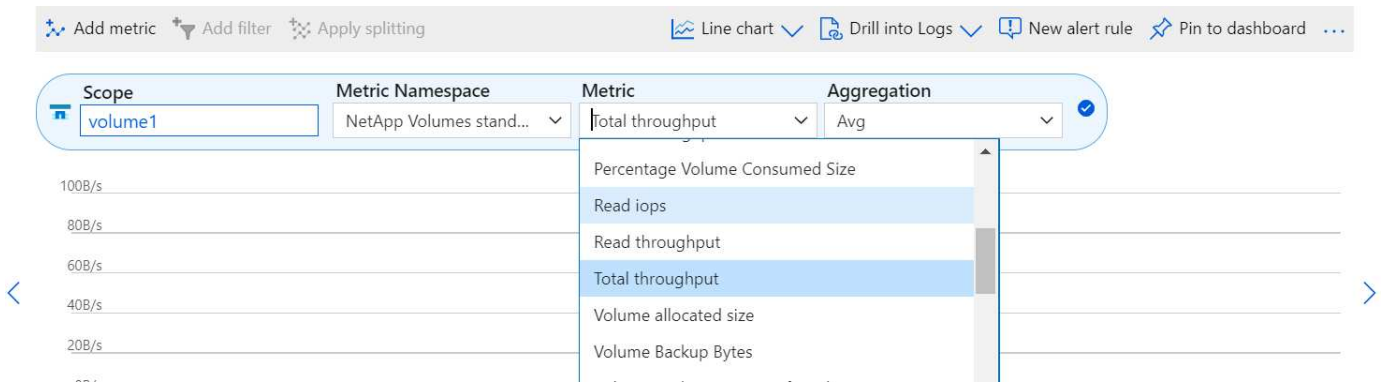 Add metric Add filter Apply splitting Line chart Drill into Logs New alert rule Pin to dashboard ...
Scope Metric Namespace Metric Aggregation
volume1 NetApp Volumes stand... Total throughput Avg
Percentage Volume Consumed Size
100B/s
Read iops
80B/s
Read throughput
60B/s
Total throughput
40B/s
Volume allocated size
20B/s
Volume Backup Bytes